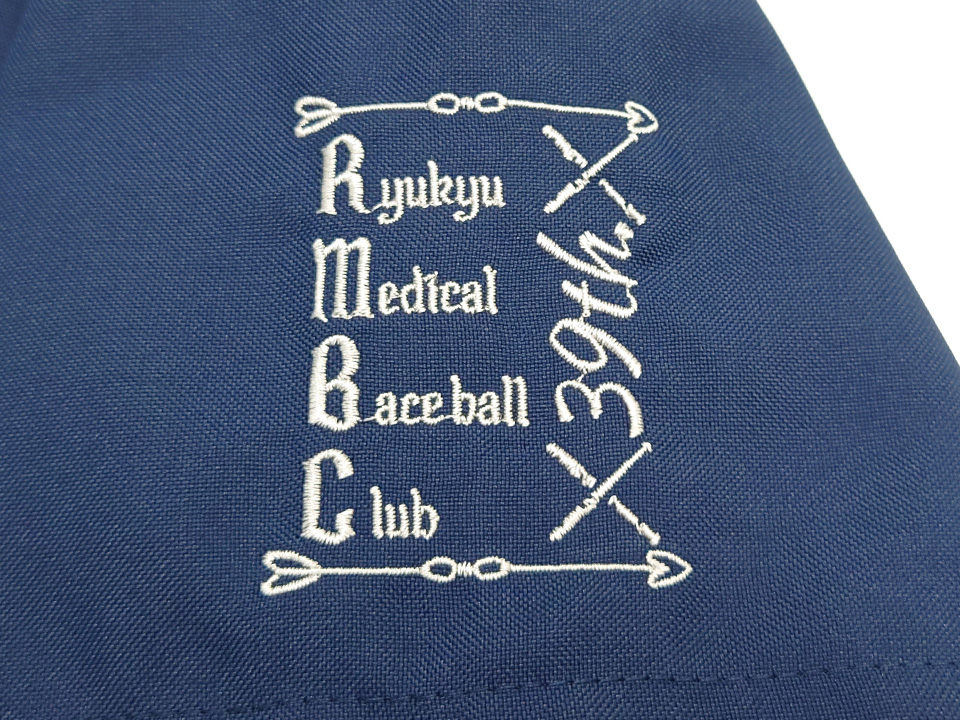 Ryukyu
Medical
Baceball
Club
39th.